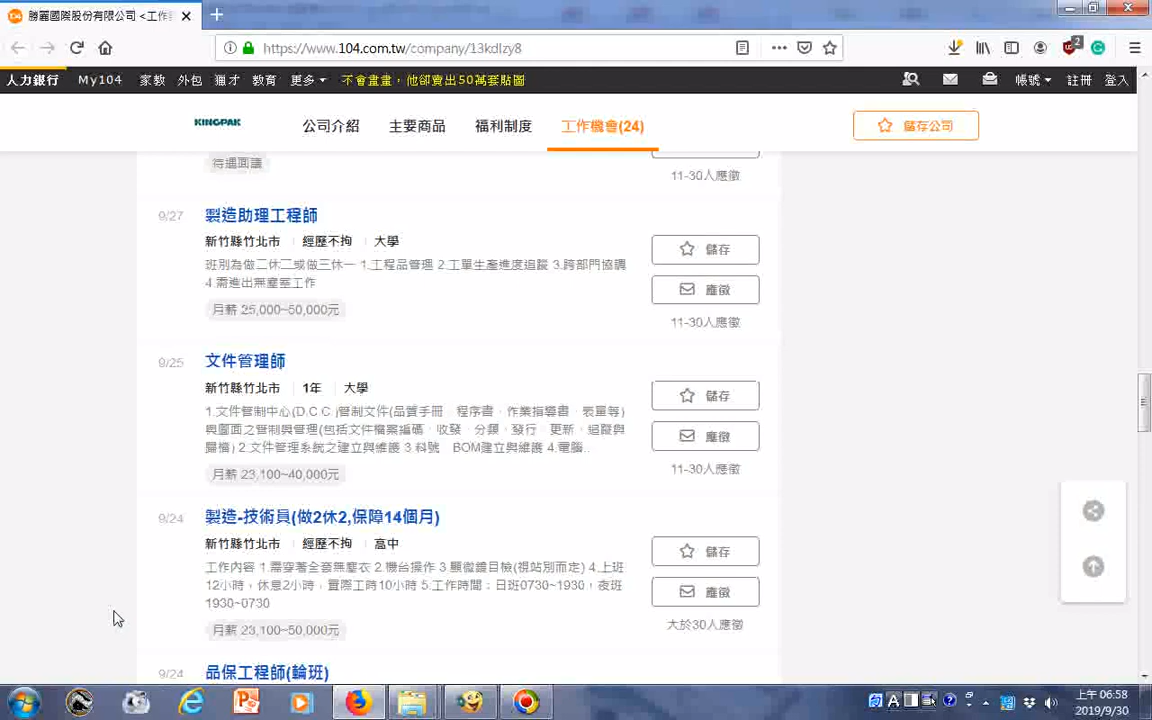 勝麗國際股份有限公司 <工作
https://www.104.com.tw/company/13kdlzy8
2
人力銀行 My104 家教 外包 獵才 教育 更多 不會畫畫，他卻賣出50萬套貼圖 帳號 註冊 登入
KINGPAK 公司介紹 主要商品 福利制度 工作機會(24) 儲存公司
待遇面議
11-30人應徵
9/27 製造助理工程師
新竹縣竹北市 經歷不拘 大學
班別為做二休二或做三休一 1.工程品管理 2.工單生產進度追蹤 3.跨部門協調
4.需進出無塵室工作
月薪 25,000~50,000元
儲存
應徵
11-30人應徵
9/25 文件管理師
新竹縣竹北市 1年 大學
1.文件管制中心(D.C.C.)管制文件(品質手冊、程序書、作業指導書、表單等)
與圖面之管制與管理(包括文件檔案編碼、收發、分類、發行、更新、追蹤與
歸檔) 2.文件管理系統之建立與維護 3.料號、BOM建立與維護 4.電腦..
月薪 23,100~40,000元
儲存
應徵
11-30人應徵
9/24 製造-技術員(做2休2,保障14個月)
新竹縣竹北市 經歷不拘 高中
工作內容 1.需穿著全套無塵衣 2.機台操作 3.顯微鏡目檢(視站別而定) 4.上班
12小時，休息2小時，實際工時10小時 5.工作時間：日班0730~1930，夜班
1930~0730
月薪 23,100~50,000元
儲存
應徵
大於30人應徵
9/24 品保工程師(輪班)
上午 06:58
2019/9/30